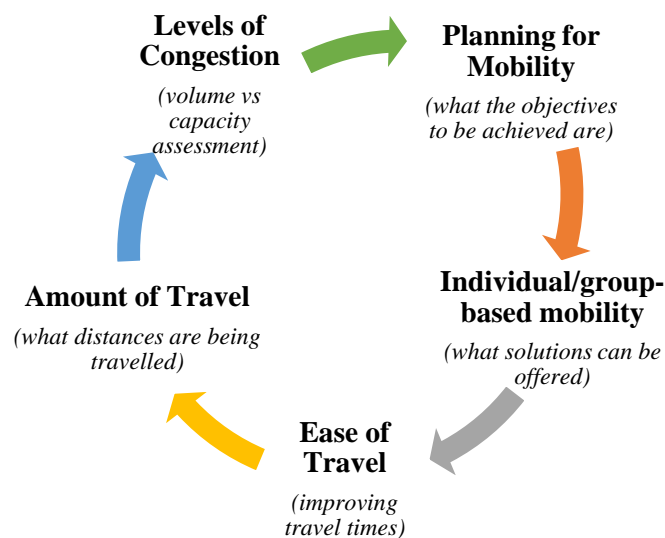 Levels of
Congestion
(volume vs
capacity
assessment)
Planning for
Mobility
(what the objectives
to be achieved are)
Individual/group-
based mobility
(what solutions can be
offered)
Ease of
Travel
(improving
travel times)
Amount of Travel
(what distances are being
travelled)